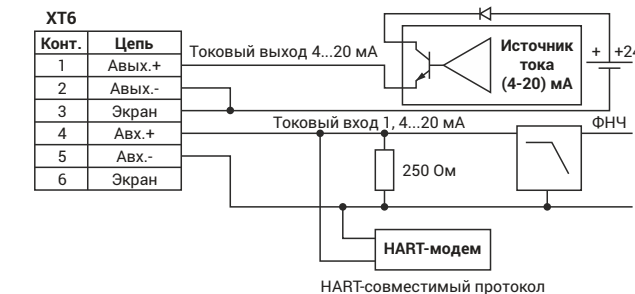 XT6
Конт. Цепь
1 Авых.+
2 Авых.-
3 Экран
4 Авх.+
5 Авх.-
6 Экран
Токовый выход 4...20 мА
Источник
тока
(4-20) мА
+ +24
Токовый вход 1, 4...20 мА
ФНЧ
250 Ом
HART-модем
HART-совместимый протокол